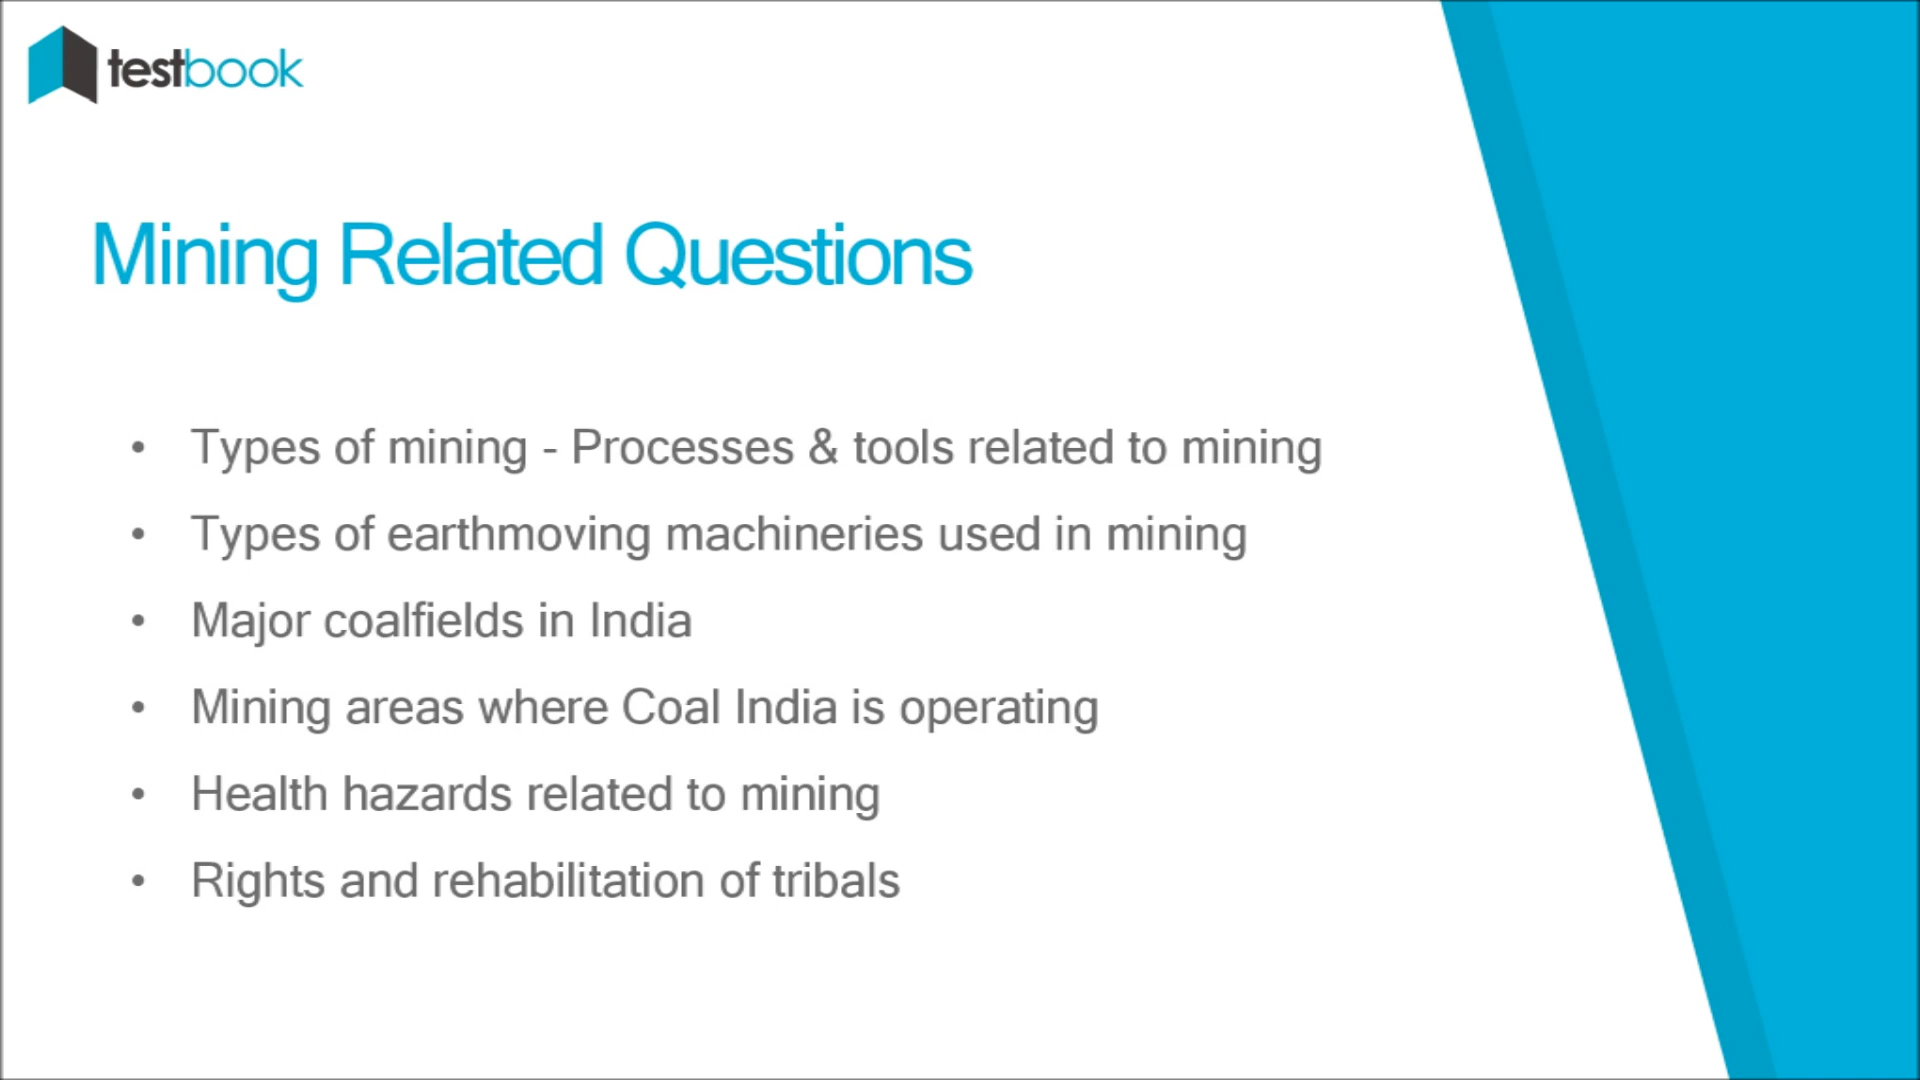 testbook
Mining Related Questions
• Types of mining - Processes & tools related to mining
• Types of earthmoving machineries used in mining
• Major coalfields in India
• Mining areas where Coal India is operating
• Health hazards related to mining
• Rights and rehabilitation of tribals